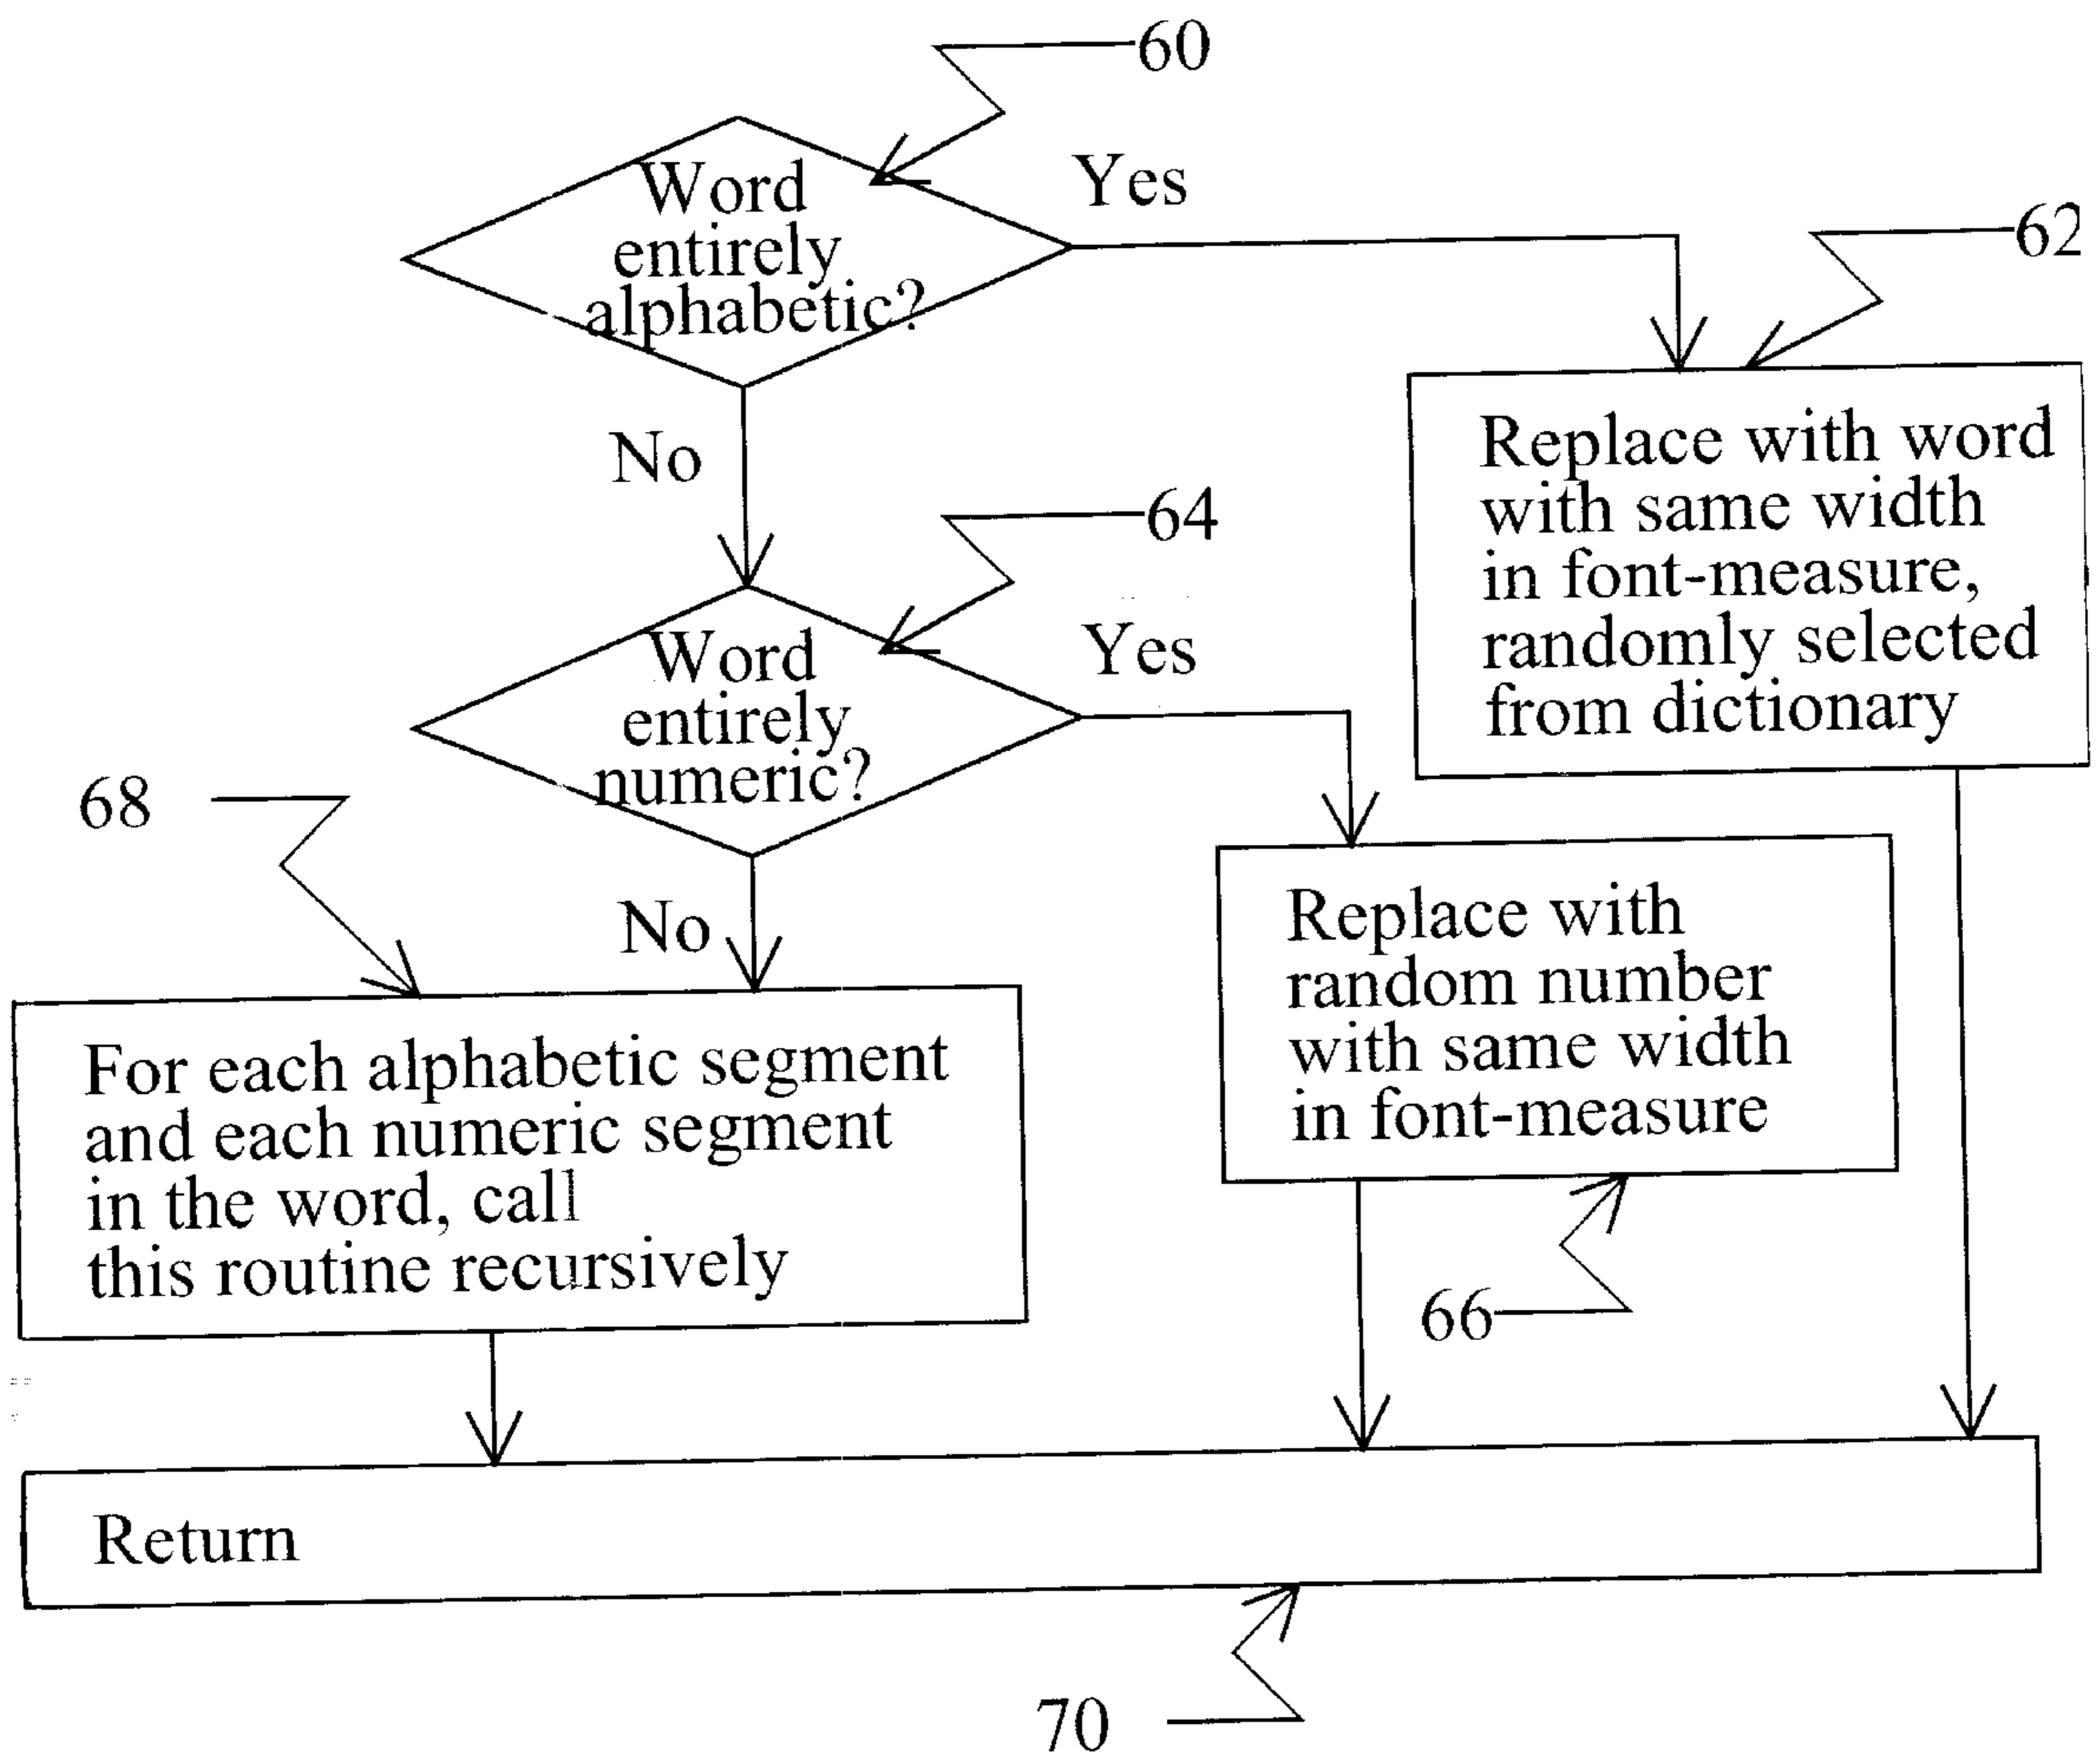 60
Word
entirely
alphabetic?
Yes
62
No
Replace with word
with same width
in font-measure,
randomly selected
from dictionary
64
Word
entirely
numeric?
Yes
68
No
Replace with
random number
with same width
in font-measure
For each alphabetic segment
and each numeric segment
in the word, call
this routine recursively
66
Return
70